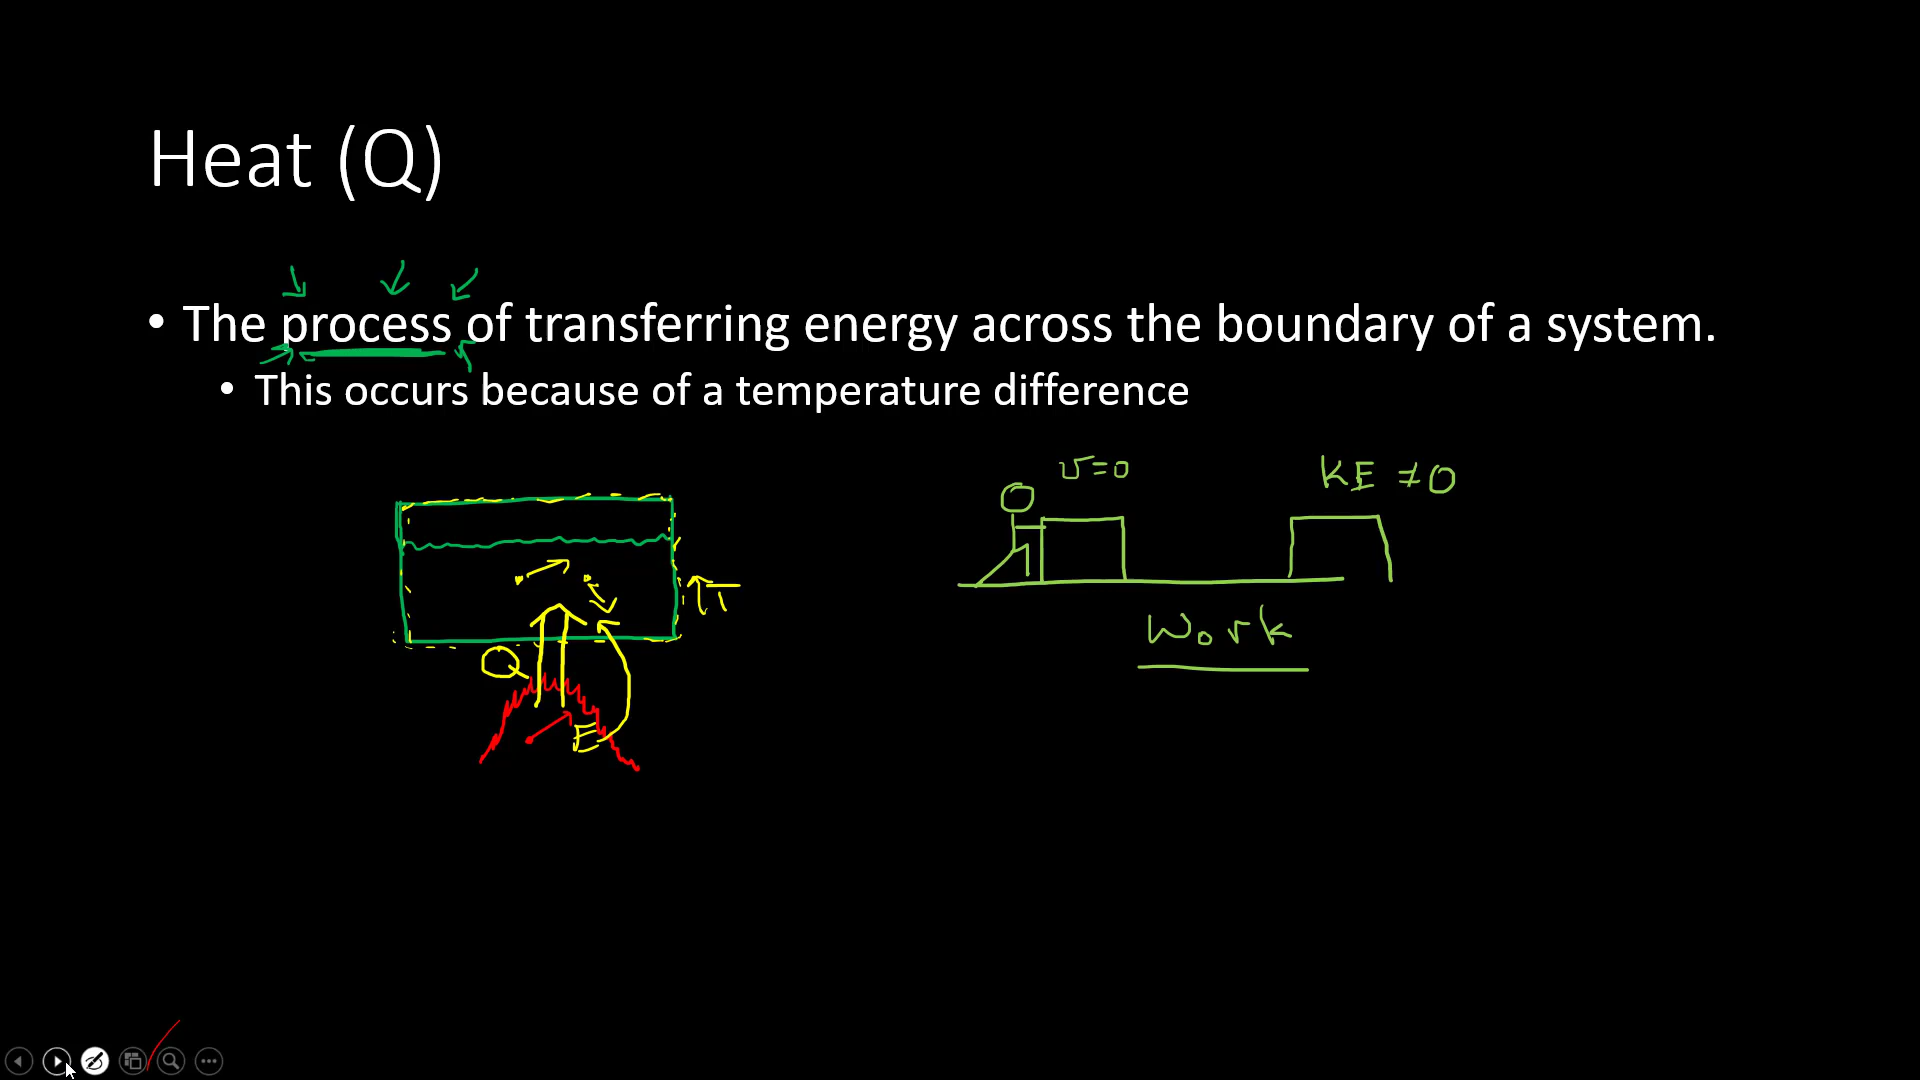 Heat (Q)
• The process of transferring energy across the boundary of a system.
• This occurs because of a temperature difference
v=0
KE ≠0
↑T
Q
E
Work